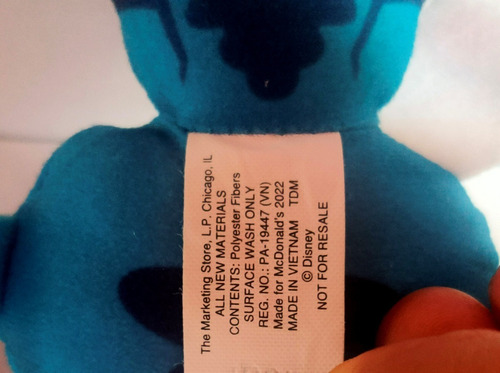 The Marketing Store, L.P. Chicago, IL
ALL NEW MATERIALS
CONTENTS: Polyester Fibers
SURFACE WASH ONLY
REG. NO.: PA-19447 (VN)
Made for McDonald's 2022
MADE IN VIETNAM TDM
© Disney
NOT FOR RESALE